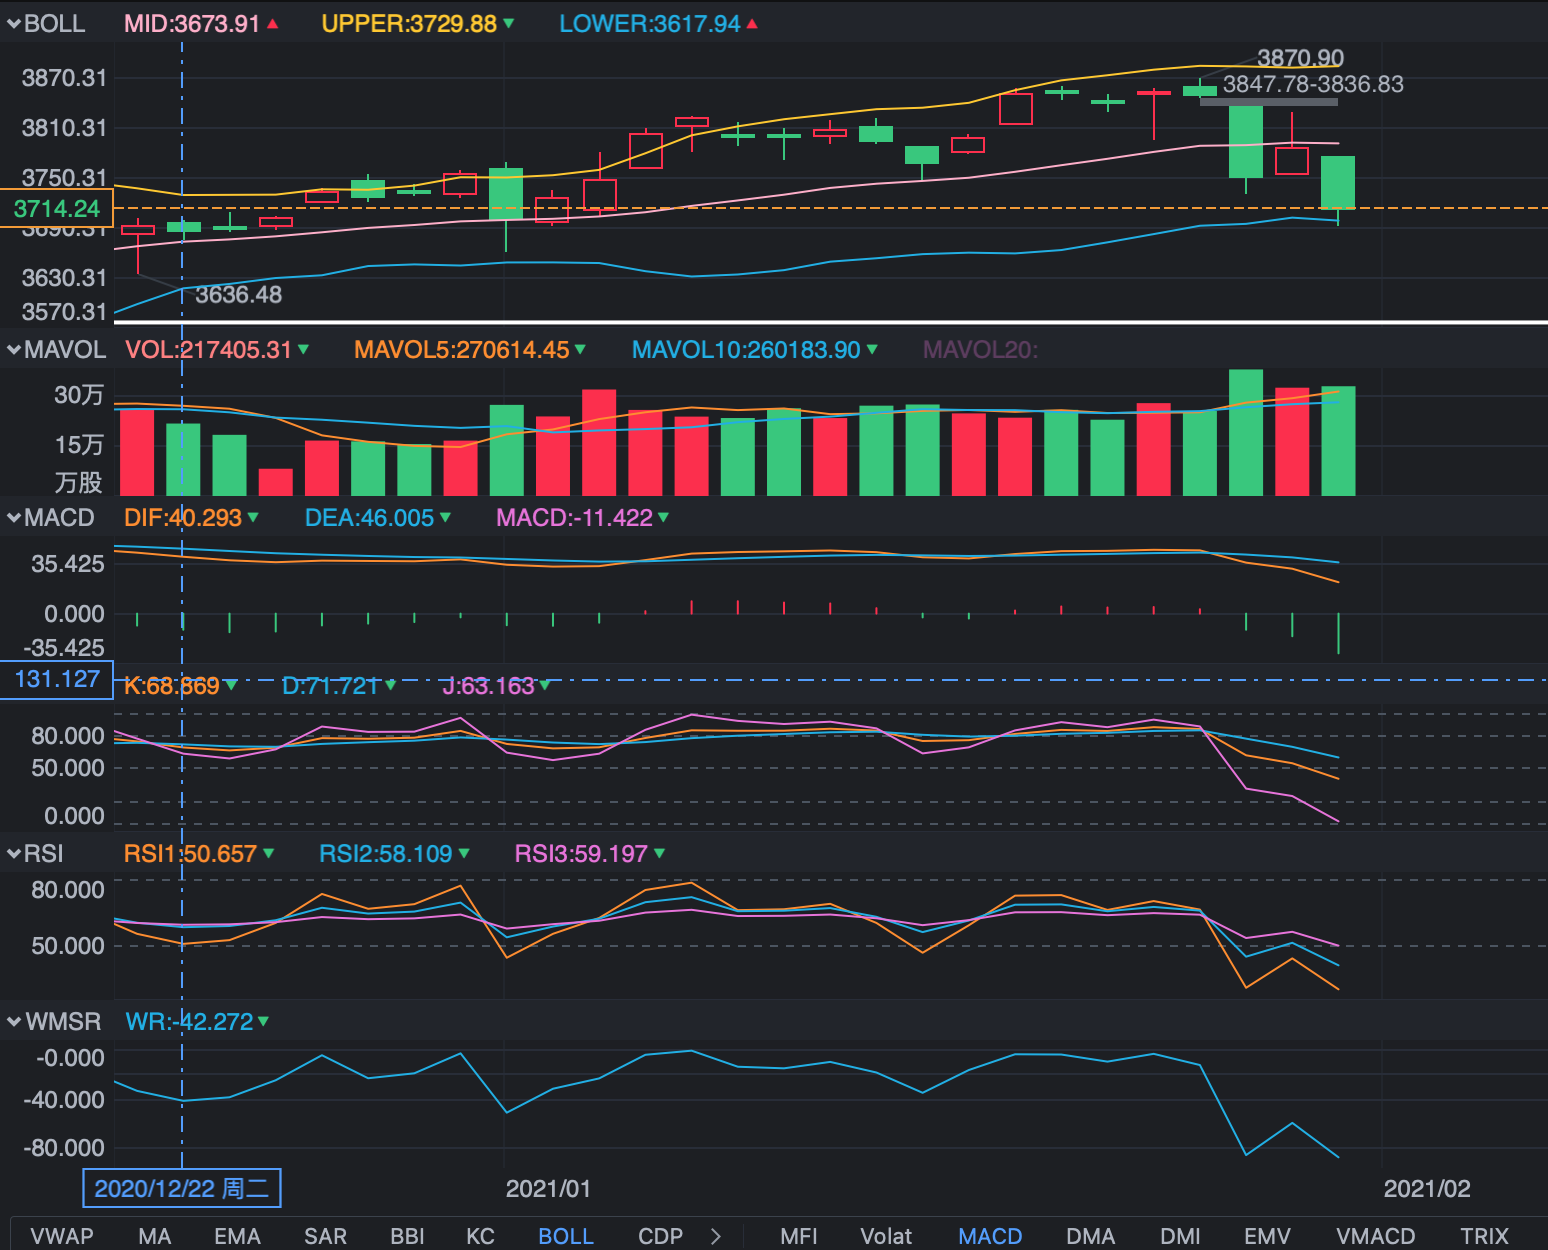 BOLL MID:3673.91 UPPER:3729.88 LOWER:3617.94
3870.90
3870.31
3847.78-3836.83
3810.31
3750.31
3714.24
3690.31
3630.31
3636.48
3570.31
MAVOL VOL:217405.31 MAVOL5:270614.45 MAVOL10:260183.90 MAVOL20:
30万
15万
万股
MACD DIF:40.293 DEA:46.005 MACD:-11.422
35.425
0.000
-35.425
131.127 K:68.869 D:71.721 J:63.163
80.000
50.000
0.000
RSI RSI1:50.657 RSI2:58.109 RSI3:59.197
80.000
50.000
WMSR WR:-42.272
-0.000
-40.000
-80.000
2020/12/22 周二 2021/01 2021/02
VWAP MA EMA SAR BBI KC BOLL CDP MFI Volat MACD DMA DMI EMV VMACD TRIX